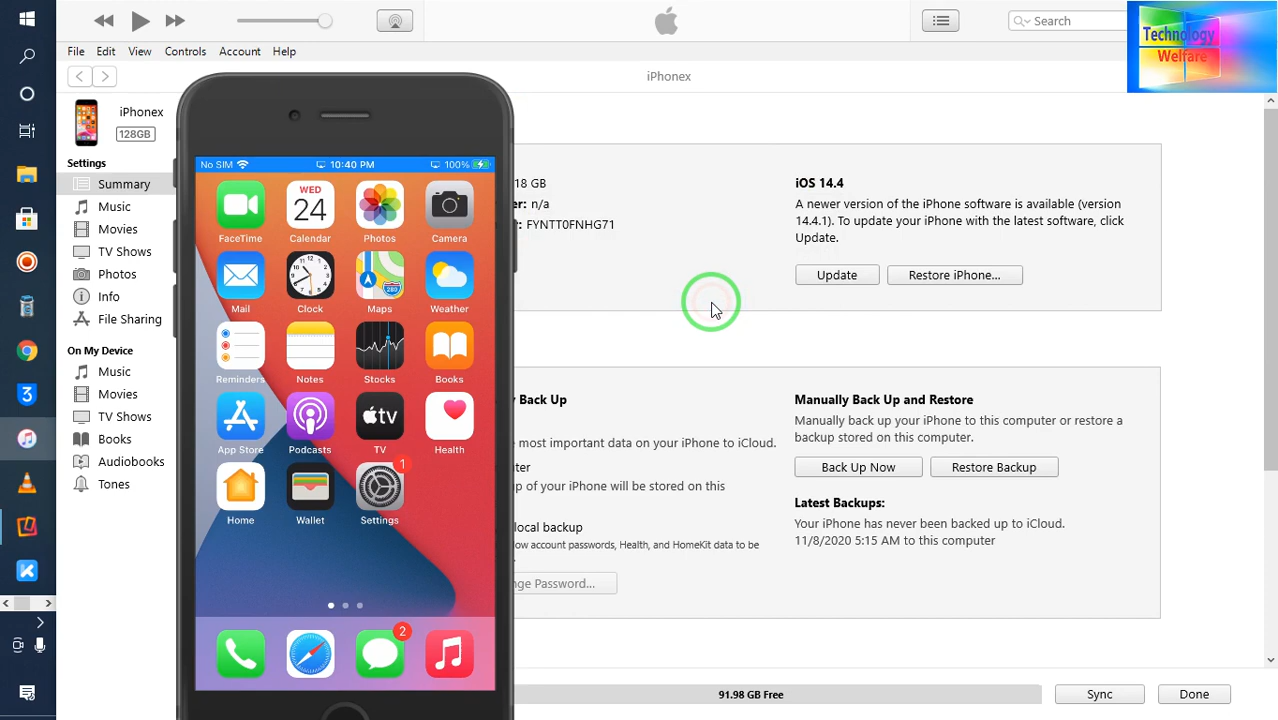 Search
Technology
Welfare
File Edit View Controls Account Help
iPhonex
iPhonex
128GB
Settings
Summary
Music
Movies
TV Shows
Photos
Info
File Sharing
On My Device
Music
Movies
TV Shows
Books
Audiobooks
Tones
No SIM 10:40 PM 100%
WED
24
FaceTime Calendar Photos Camera
Mail Clock Maps Weather
Reminders Notes Stocks Books
tv
App Store Podcasts TV Health
1
Home Wallet Settings
2
18 GB
n/a
FYNTT0FNHG71
iOS 14.4
A newer version of the iPhone software is available (version
14.4.1). To update your iPhone with the latest software, click
Update.
Update Restore iPhone...
Back Up
most important data on your iPhone to iCloud.
up of your iPhone will be stored on this
local backup
account passwords, Health, and HomeKit data to be
Password...
Manually Back Up and Restore
Manually back up your iPhone to this computer or restore a
backup stored on this computer.
Back Up Now Restore Backup
Latest Backups:
Your iPhone has never been backed up to iCloud.
11/8/2020 5:15 AM to this computer
91.98 GB Free
Sync Done